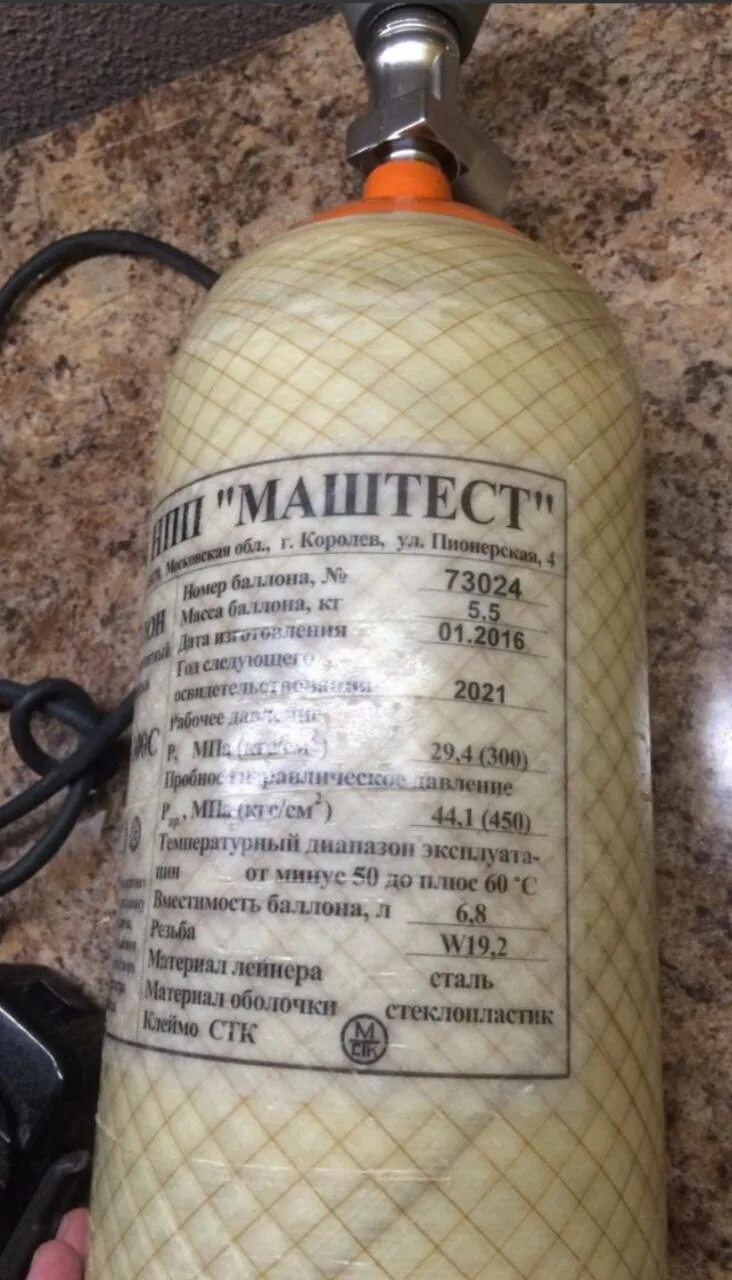 НПП "МАШТЕСТ"
Московская обл., г. Королев, ул. Пионерская, 4
Номер баллона, № 73024
Масса баллона, кг 5,5
Дата изготовления 01.2016
Год следующего
освидетельствования 2021
Рабочее давление
Р, МПа (кгс/см²) 29,4 (300)
Пробное гидравлическое давление
Рпр, МПа (кгс/см²) 44,1 (450)
Температурный диапазон эксплуата-
ции от минус 50 до плюс 60 °С
Вместимость баллона, л 6,8
Резьба W19,2
Материал лейнера сталь
Материал оболочки стеклопластик
Клеймо СТК М СТК